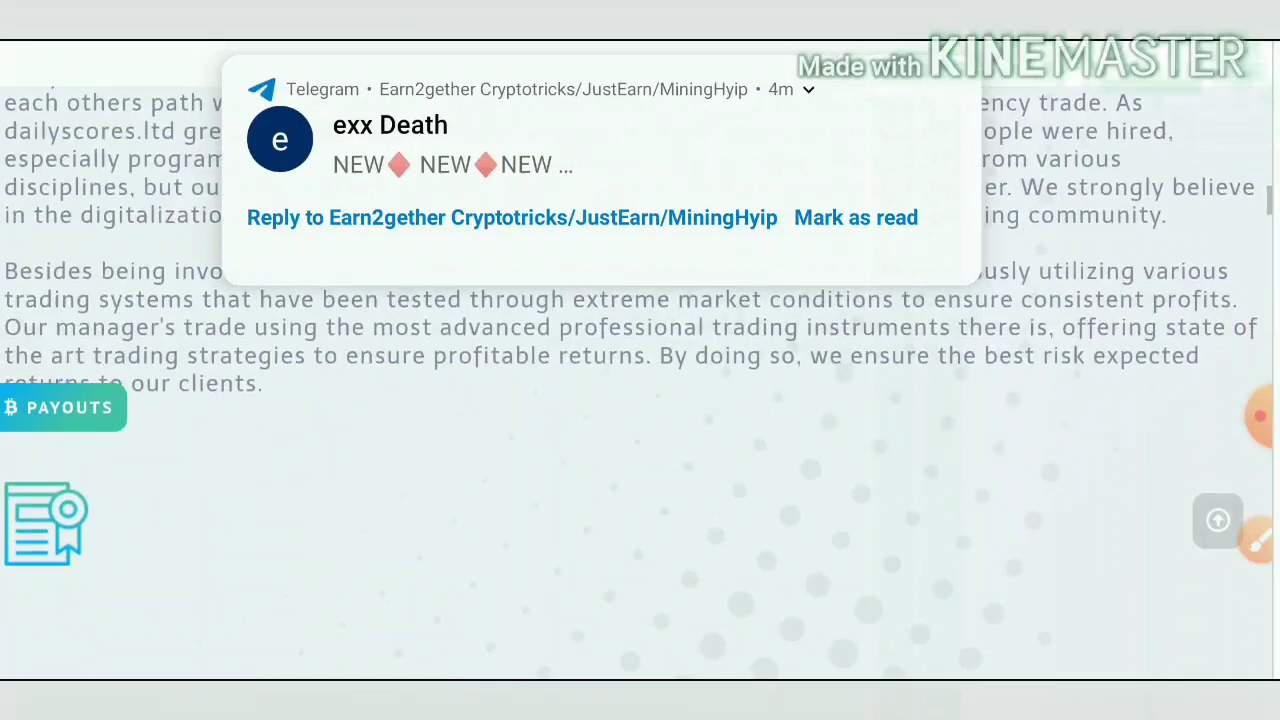 Made with KINEMASTER
Telegram • Earn2gether Cryptotricks/JustEarn/MiningHyip • 4m
e
exx Death
NEW♦️ NEW♦️NEW ...
Reply to Earn2gether Cryptotricks/JustEarn/MiningHyip Mark as read
each others path ency trade. As
dailyscores.ltd gre ople were hired,
especially program rom various
disciplines, but ou er. We strongly believe
in the digitalizatio ing community.
Besides being invo usly utilizing various
trading systems that have been tested through extreme market conditions to ensure consistent profits.
Our manager's trade using the most advanced professional trading instruments there is, offering state of
the art trading strategies to ensure profitable returns. By doing so, we ensure the best risk expected
returns to our clients.
₿ PAYOUTS